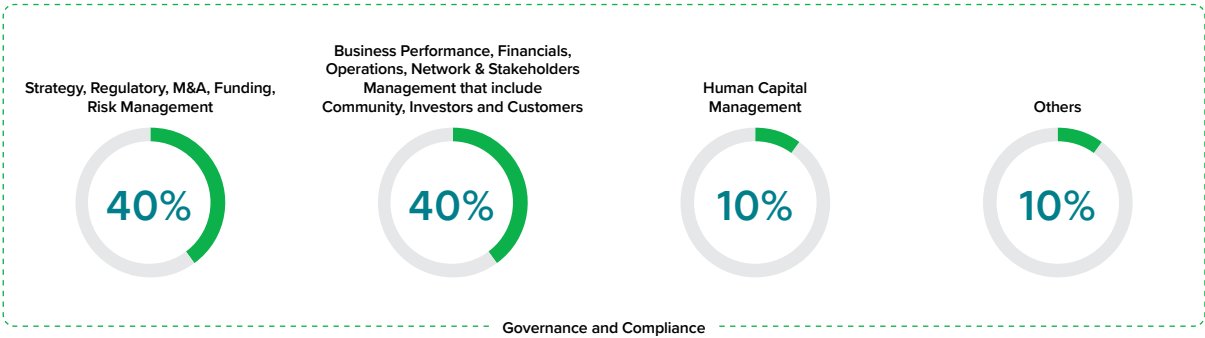 Strategy, Regulatory, M&A, Funding,
Risk Management
40%
Business Performance, Financials,
Operations, Network & Stakeholders
Management that include
Community, Investors and Customers
40%
Human Capital
Management
10%
Others
10%
Governance and Compliance